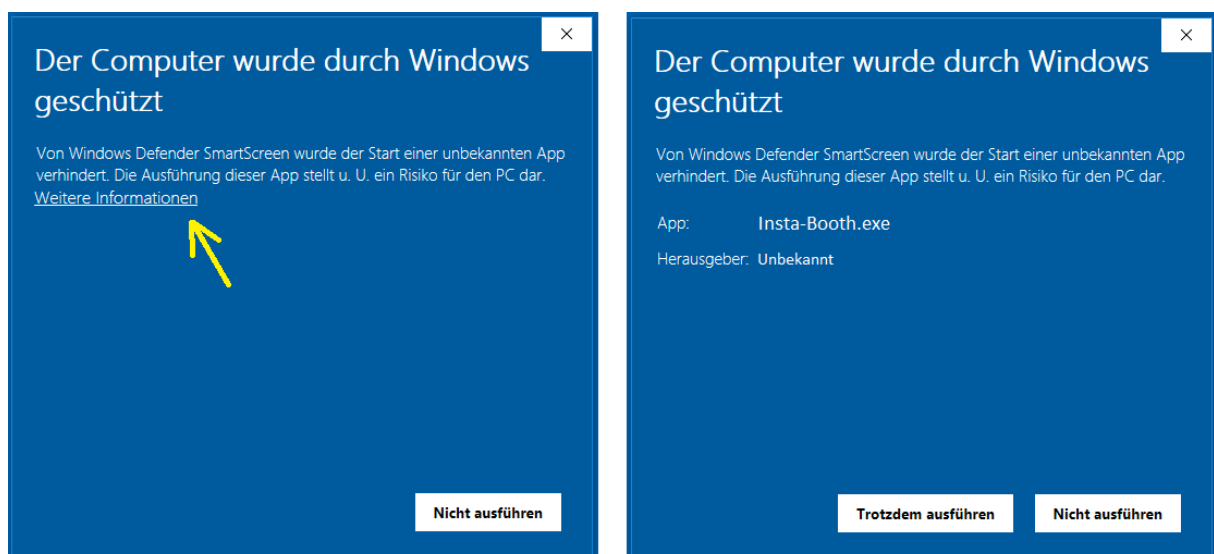 Der Computer wurde durch Windows
geschützt
Von Windows Defender SmartScreen wurde der Start einer unbekannten App
verhindert. Die Ausführung dieser App stellt u. U. ein Risiko für den PC dar.
Weitere Informationen
Nicht ausführen
Der Computer wurde durch Windows
geschützt
Von Windows Defender SmartScreen wurde der Start einer unbekannten App
verhindert. Die Ausführung dieser App stellt u. U. ein Risiko für den PC dar.
App: Insta-Booth.exe
Herausgeber: Unbekannt
Trotzdem ausführen Nicht ausführen